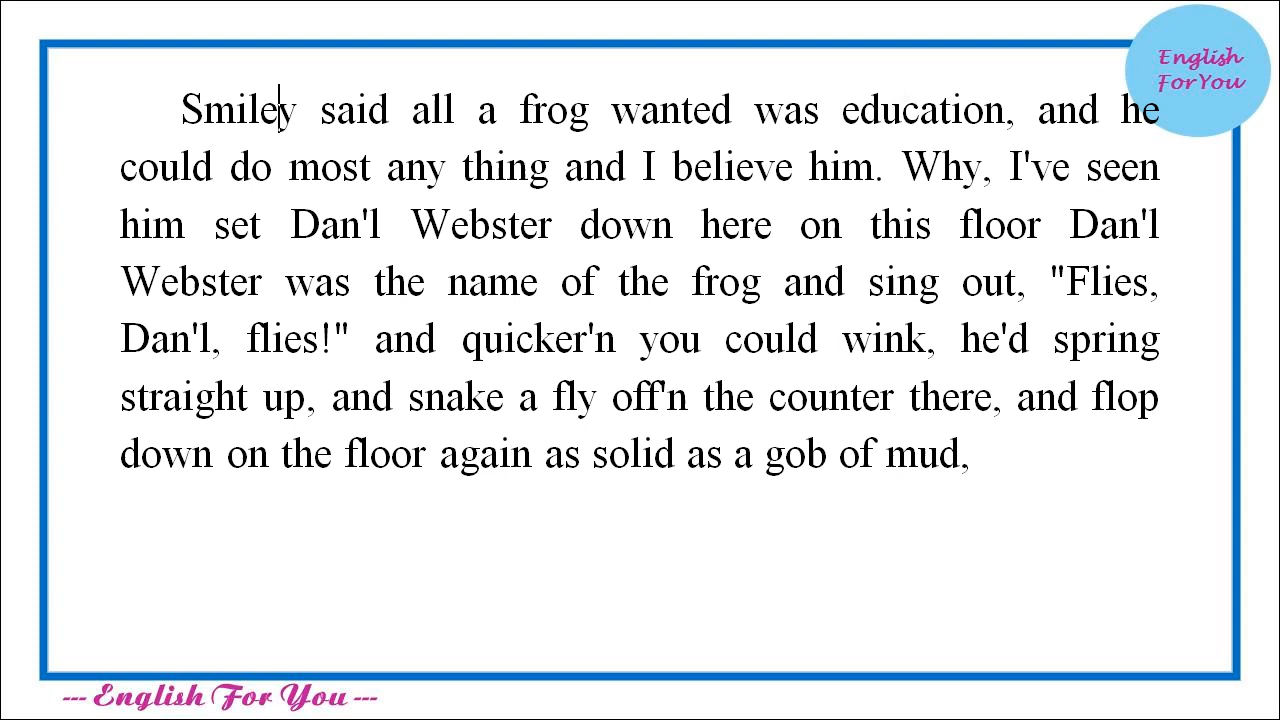 English
ForYou
Smiley said all a frog wanted was education, and he
could do most any thing and I believe him. Why, I've seen
him set Dan'l Webster down here on this floor Dan'l
Webster was the name of the frog and sing out, "Flies,
Dan'l, flies!" and quicker'n you could wink, he'd spring
straight up, and snake a fly off'n the counter there, and flop
down on the floor again as solid as a gob of mud,
--- English For You ---